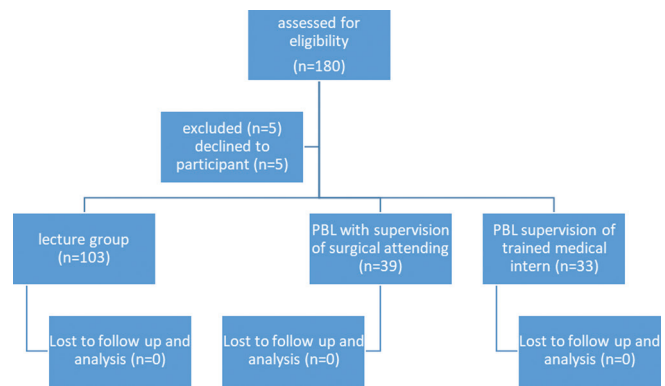 assessed for
eligibility
(n=180)
excluded (n=5)
declined to
participant (n=5)
lecture group
(n=103)
PBL with supervision
of surgical attending
(n=39)
PBL supervision of
trained medical
intern (n=33)
Lost to follow up and
analysis (n=0)
Lost to follow up and
analysis (n=0)
Lost to follow up and
analysis (n=0)